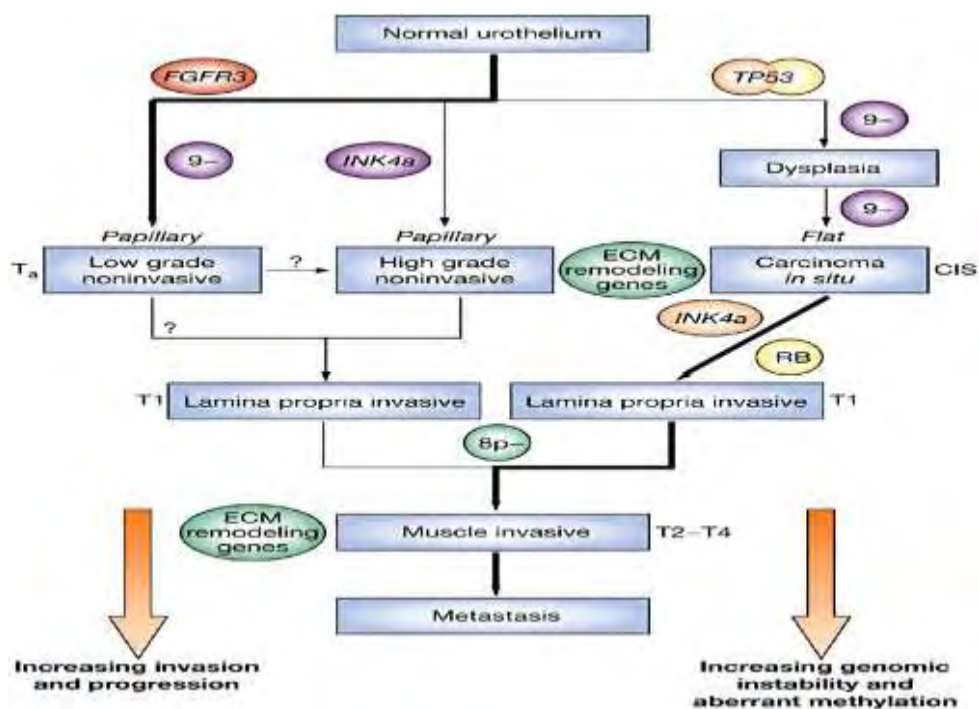 Normal urothelium
FGFR3
TP53
9–
INK4a
9–
Dysplasia
9–
Papillary
Papillary
Flat
Ta
Low grade
noninvasive
?
High grade
noninvasive
ECM
remodeling
genes
Carcinoma
in situ
CIS
?
INK4a
RB
T1
Lamina propria invasive
Lamina propria invasive
T1
8p–
ECM
remodeling
genes
Muscle invasive
T2–T4
Metastasis
Increasing invasion
and progression
Increasing genomic
instability and
aberrant methylation